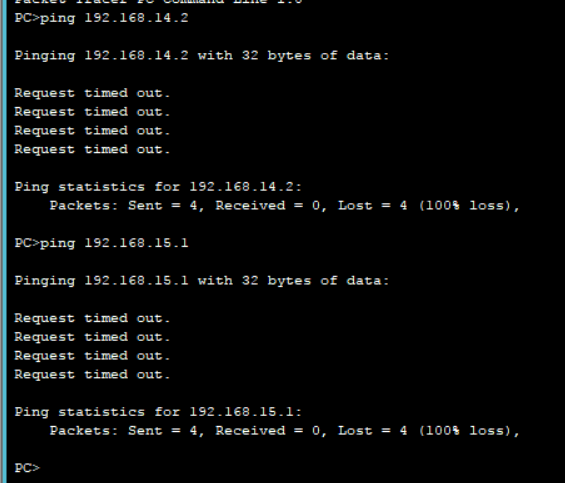 Packet Tracer PC Command Line 1.0
PC>ping 192.168.14.2
Pinging 192.168.14.2 with 32 bytes of data:
Request timed out.
Request timed out.
Request timed out.
Request timed out.
Ping statistics for 192.168.14.2:
Packets: Sent = 4, Received = 0, Lost = 4 (100% loss),
PC>ping 192.168.15.1
Pinging 192.168.15.1 with 32 bytes of data:
Request timed out.
Request timed out.
Request timed out.
Request timed out.
Ping statistics for 192.168.15.1:
Packets: Sent = 4, Received = 0, Lost = 4 (100% loss),
PC>